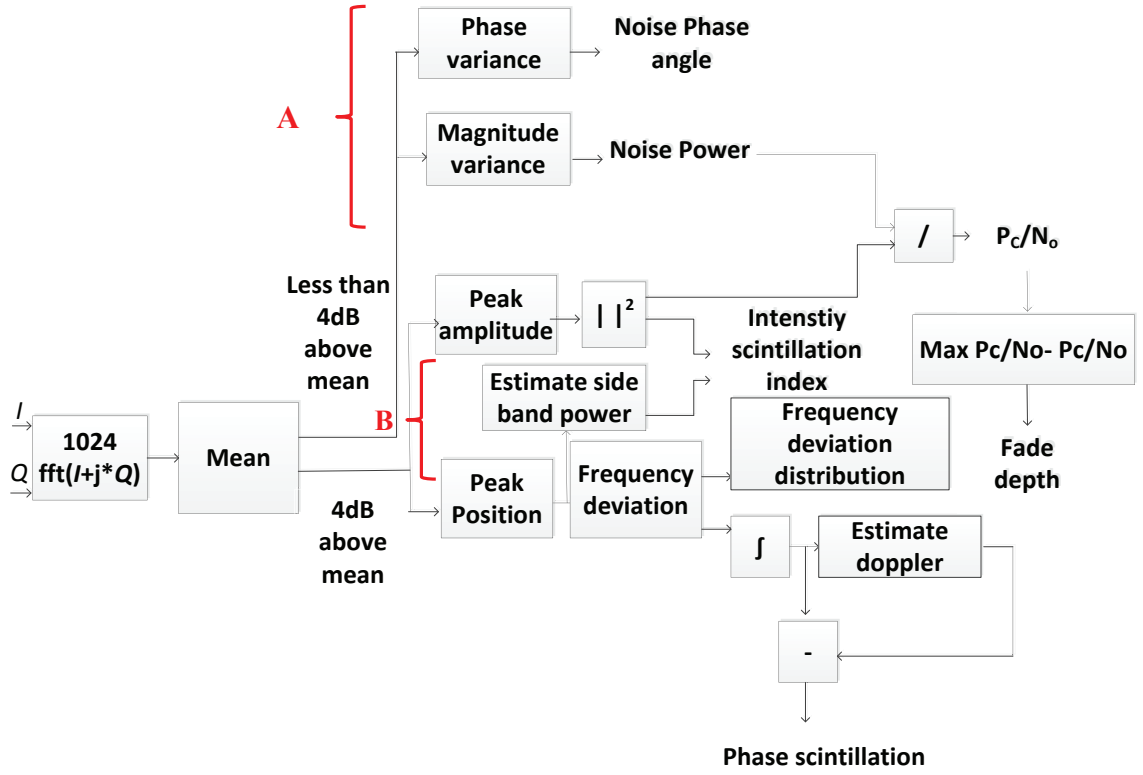 Phase
variance
Noise Phase
angle
A
Magnitude
variance
Noise Power
/
P_C/N_o
Less than
4dB
above
mean
Peak
amplitude
| |²
Intenstiy
scintillation
index
Max Pc/No- Pc/No
B
Estimate side
band power
I
Q
1024
fft(I+j*Q)
Mean
Frequency
deviation
distribution
Fade
depth
4dB
above
mean
Peak
Position
Frequency
deviation
∫
Estimate
doppler
-
Phase scintillation